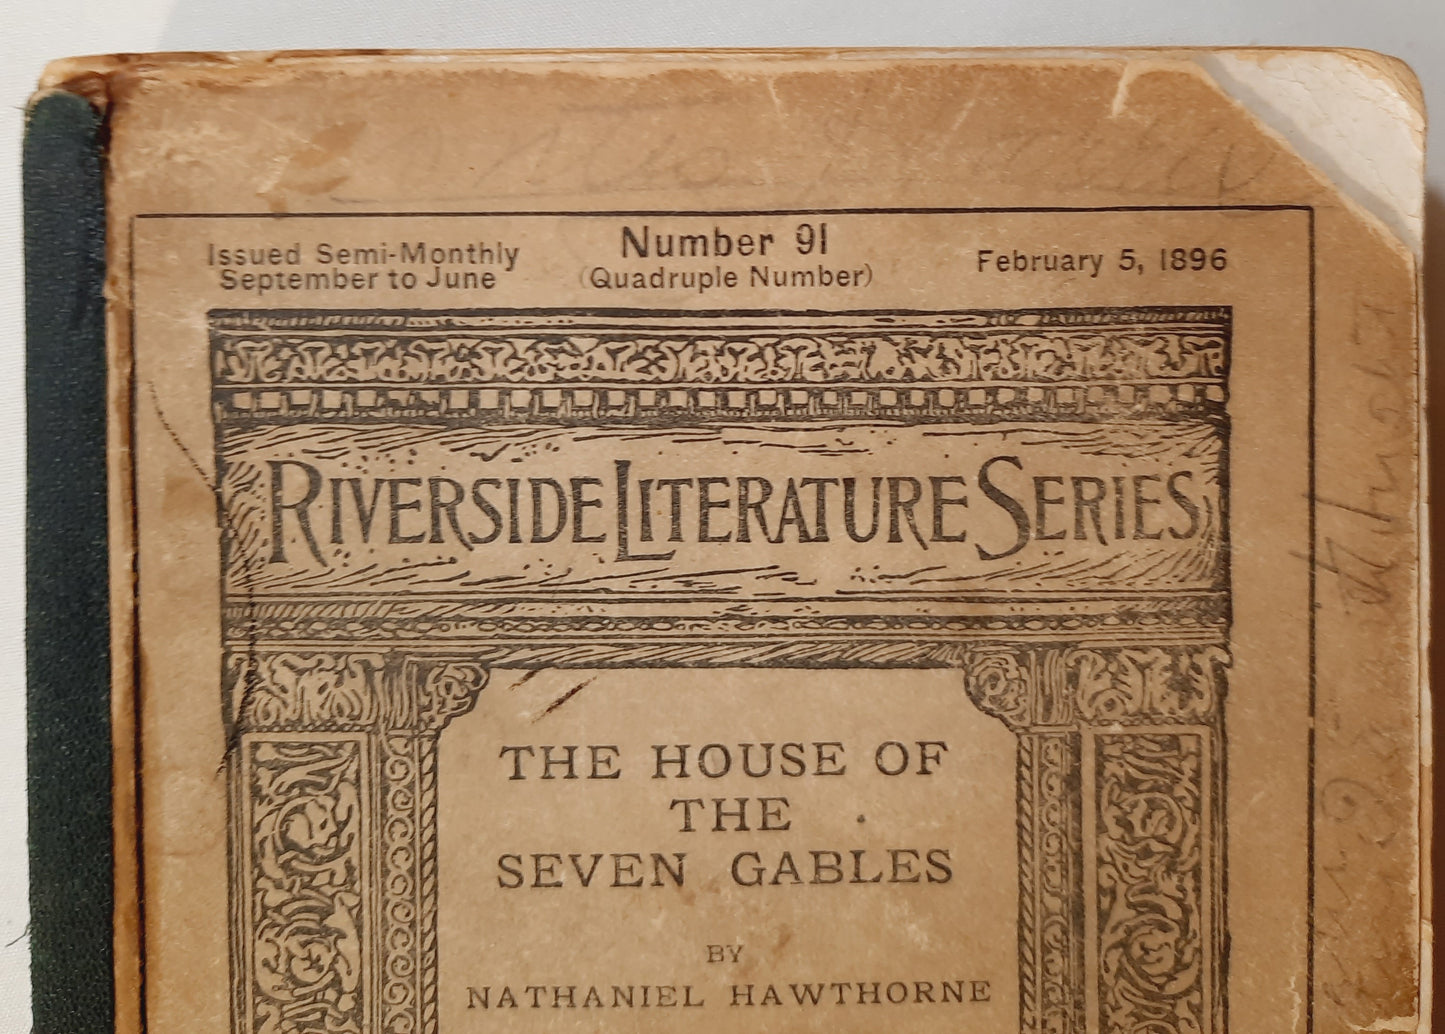 Issued Semi-Monthly
September to June
Number 91
(Quadruple Number)
February 5, 1896
RIVERSIDE LITERATURE SERIES
THE HOUSE OF
THE
SEVEN GABLES
BY
NATHANIEL HAWTHORNE